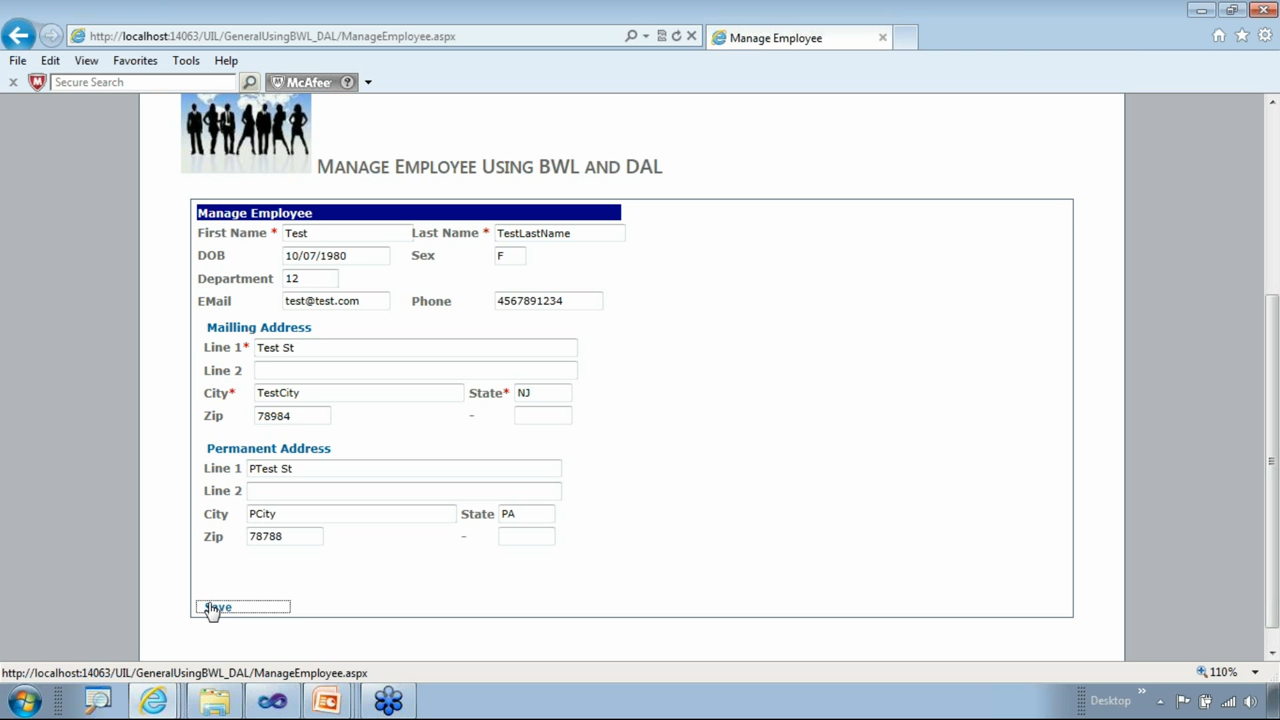 http://localhost:14063/UIL/GeneralUsingBWL_DAL/ManageEmployee.aspx
Manage Employee
File Edit View Favorites Tools Help
Secure Search McAfee
MANAGE EMPLOYEE USING BWL AND DAL
Manage Employee
First Name * Test Last Name * TestLastName
DOB 10/07/1980 Sex F
Department 12
EMail test@test.com Phone 4567891234
Mailling Address
Line 1* Test St
Line 2
City* TestCity State* NJ
Zip 78984 -
Permanent Address
Line 1 PTest St
Line 2
City PCity State PA
Zip 78788 -
http://localhost:14063/UIL/GeneralUsingBWL_DAL/ManageEmployee.aspx
110%
Desktop